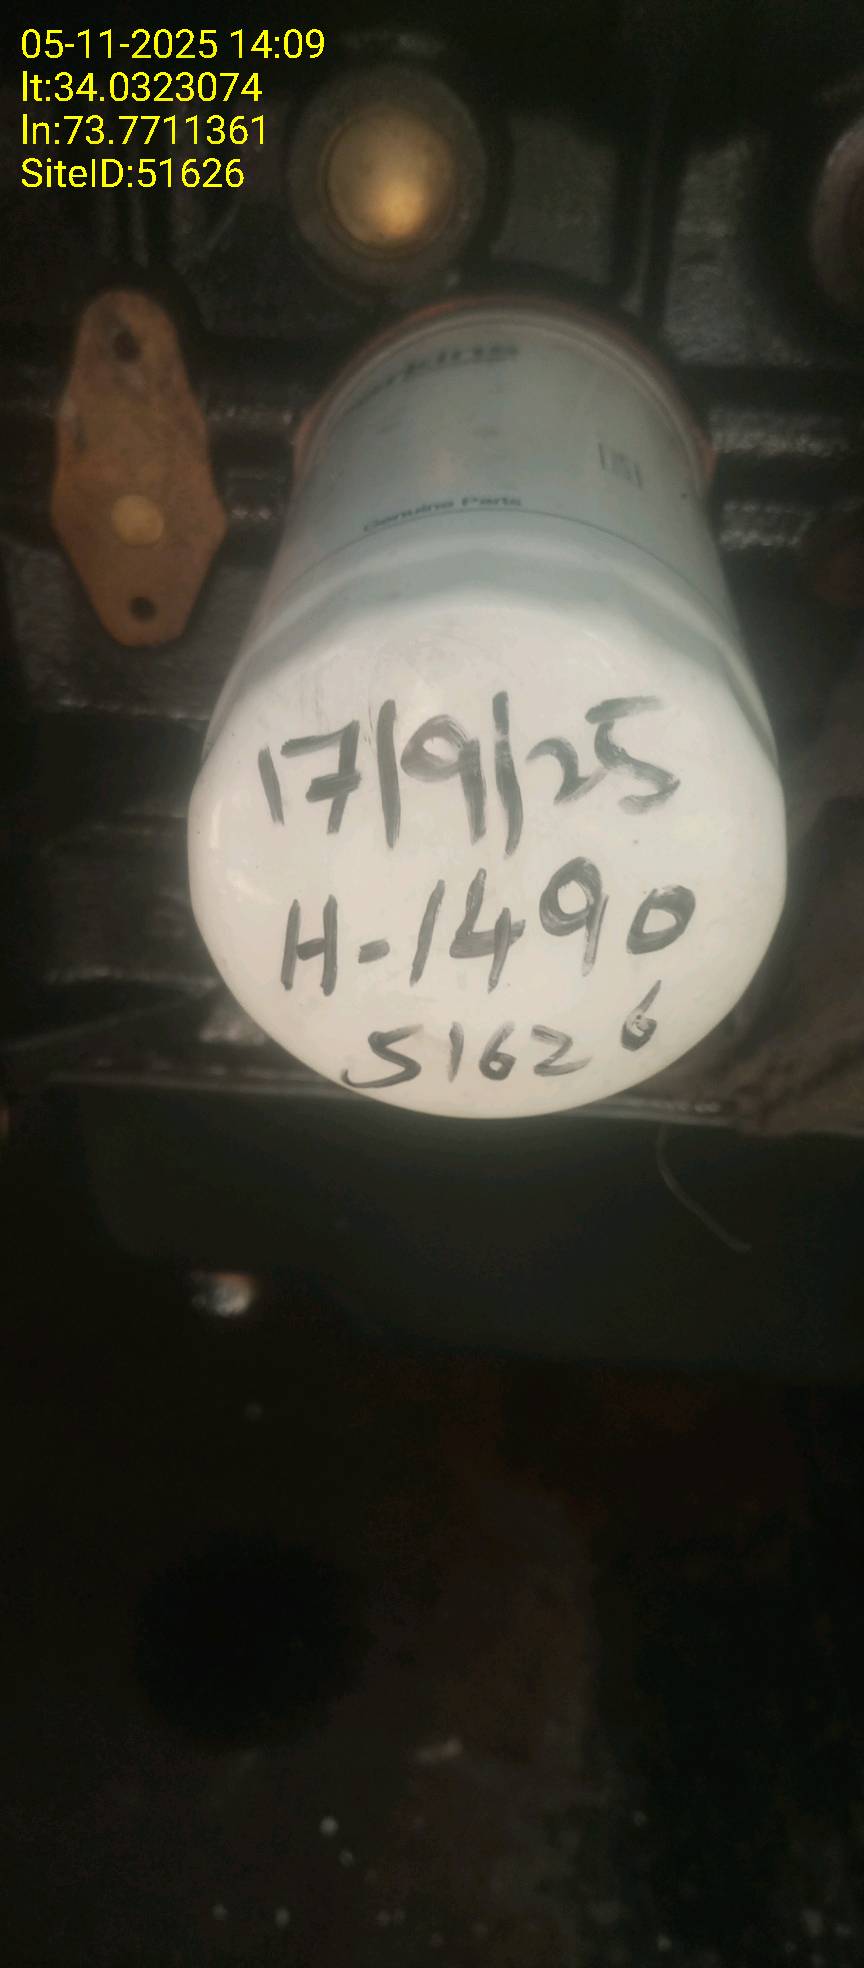 05-11-2025 14:09
lt:34.0323074
ln:73.7711361
SiteID:51626
Genuine Parts
17/9/25
H-1490
51626